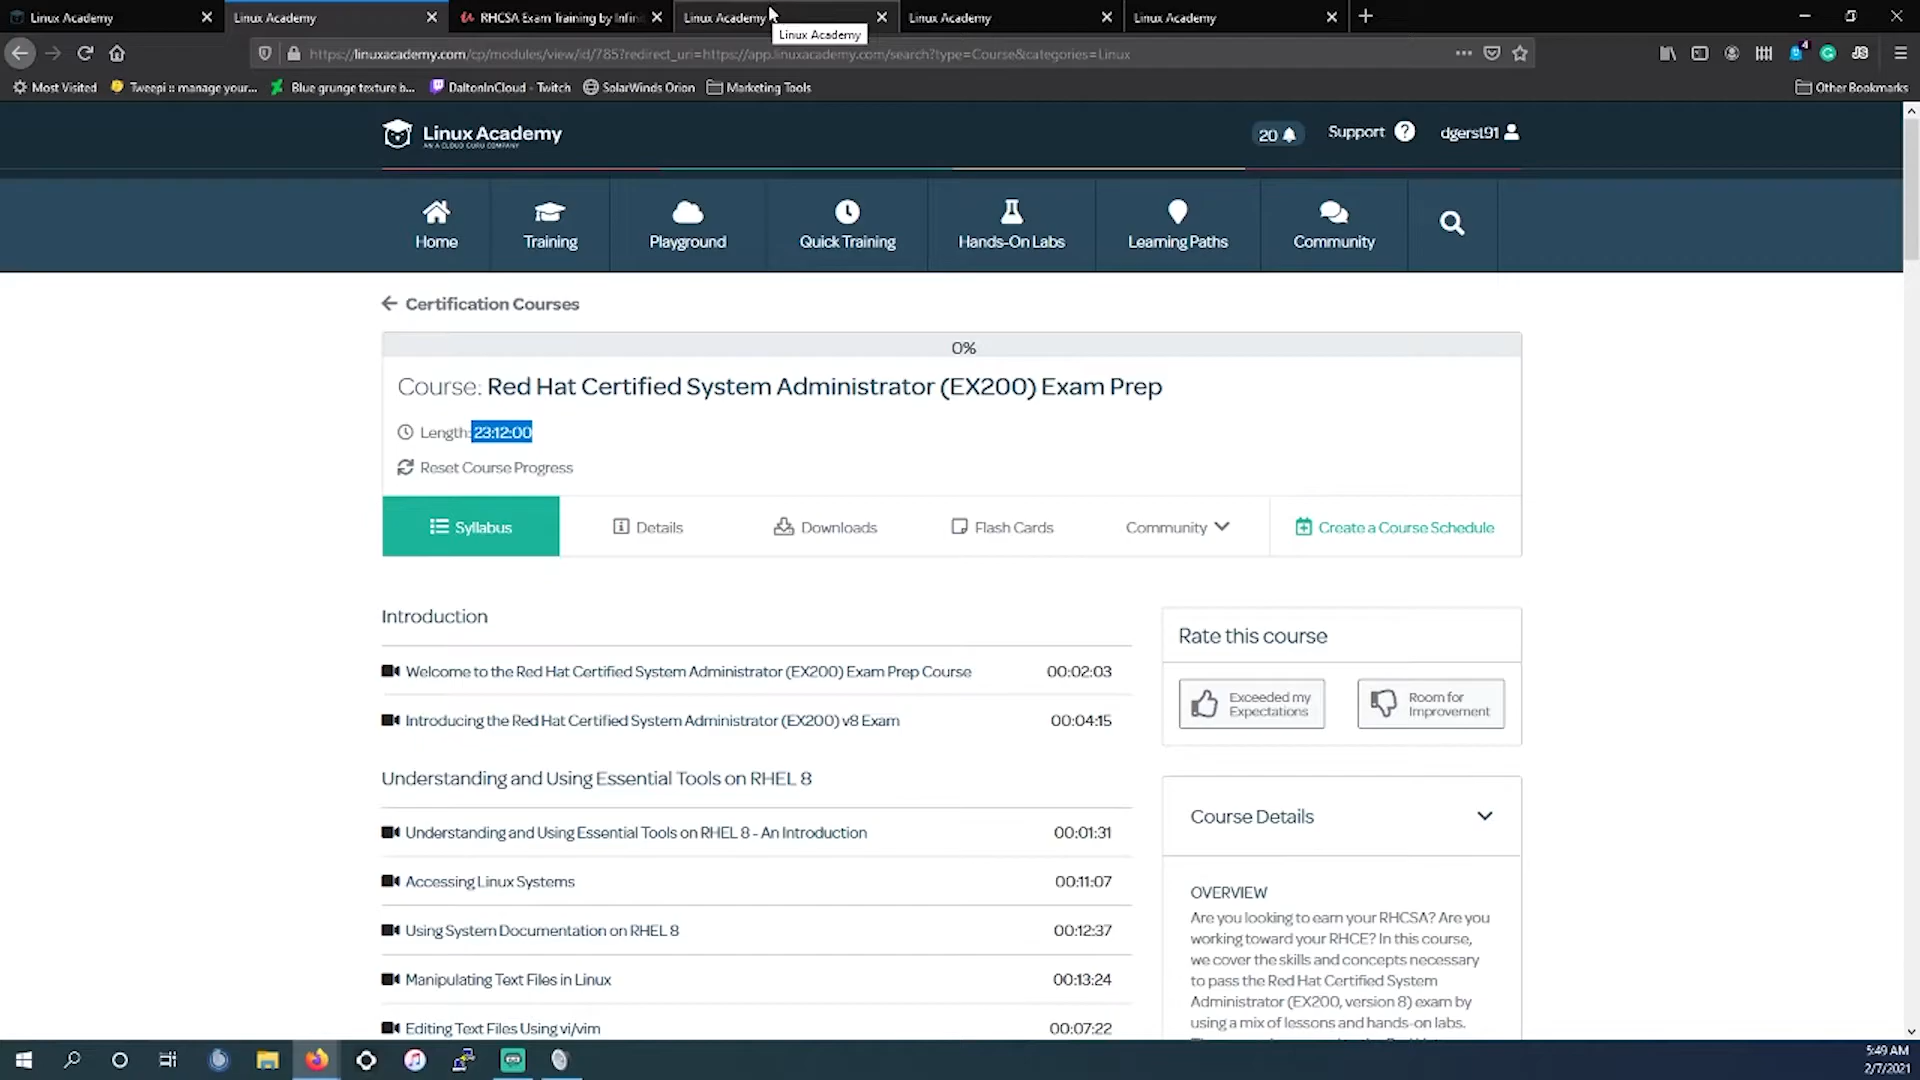 Linux Academy
Linux Academy
RHCSA Exam Training by Infini
Linux Academy
Linux Academy
Linux Academy
Linux Academy
https://linuxacademy.com/cp/modules/view/id/785?redirect_uri=https://app.linuxacademy.com/search?type=Course&categories=Linux
4
JS
Most Visited
Tweepi :: manage your...
Blue grunge texture b...
DaltonInCloud - Twitch
SolarWinds Orion
Marketing Tools
Other Bookmarks
Linux Academy
AN A CLOUD GURU COMPANY
20
Support ?
dgerst91
Home
Training
Playground
Quick Training
Hands-On Labs
Learning Paths
Community
Certification Courses
0%
Course: Red Hat Certified System Administrator (EX200) Exam Prep
Length: 23:12:00
Reset Course Progress
Syllabus
Details
Downloads
Flash Cards
Community
Create a Course Schedule
Introduction
Welcome to the Red Hat Certified System Administrator (EX200) Exam Prep Course 00:02:03
Introducing the Red Hat Certified System Administrator (EX200) v8 Exam 00:04:15
Understanding and Using Essential Tools on RHEL 8
Understanding and Using Essential Tools on RHEL 8 - An Introduction 00:01:31
Accessing Linux Systems 00:11:07
Using System Documentation on RHEL 8 00:12:37
Manipulating Text Files in Linux 00:13:24
Editing Text Files Using vi/vim 00:07:22
Rate this course
Exceeded my
Expectations
Room for
Improvement
Course Details
OVERVIEW
Are you looking to earn your RHCSA? Are you
working toward your RHCE? In this course,
we cover the skills and concepts necessary
to pass the Red Hat Certified System
Administrator (EX200, version 8) exam by
using a mix of lessons and hands-on labs.
5:49 AM
2/7/2021